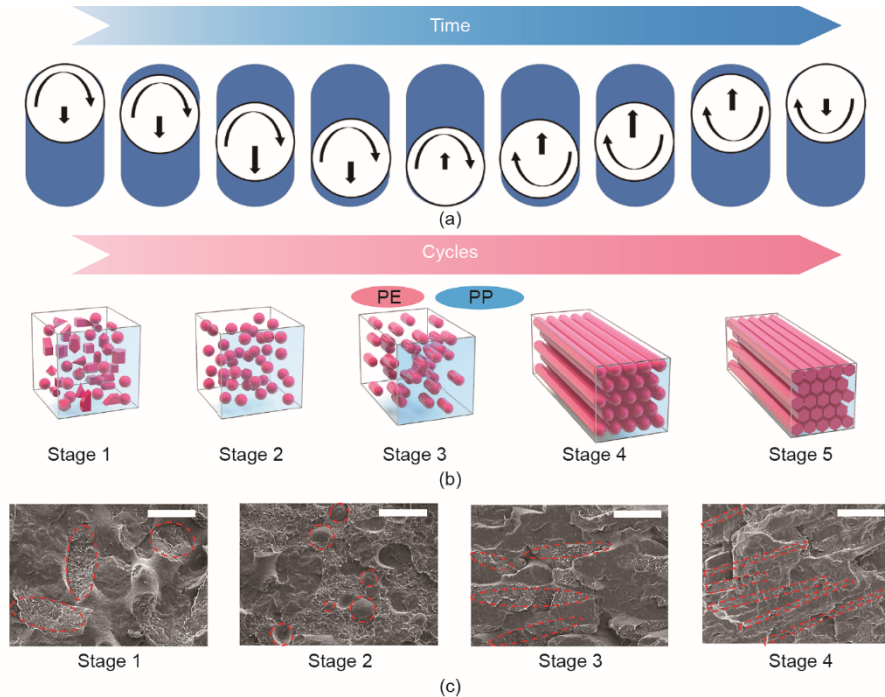 Time
(a)
Cycles
PE PP
Stage 1 Stage 2 Stage 3 Stage 4 Stage 5
(b)
Stage 1 Stage 2 Stage 3 Stage 4
(c)